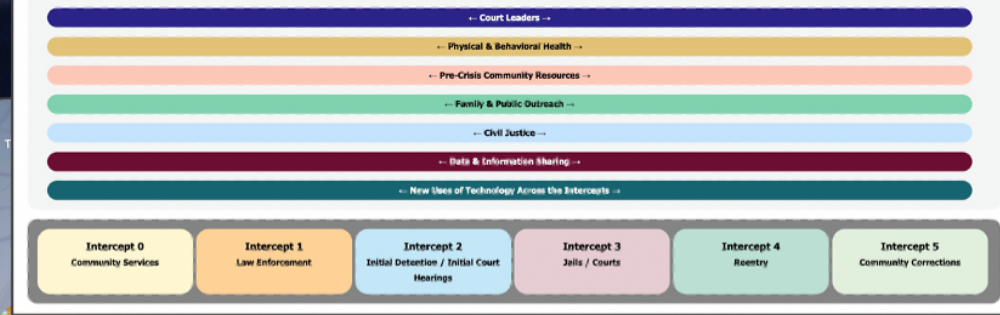 ← Court Leaders →
← Physical & Behavioral Health →
← Pre-Crisis Community Resources →
← Family & Public Outreach →
← Civil Justice →
← Data & Information Sharing →
← New Uses of Technology Across the Intercepts →
T
Intercept 0
Community Services
Intercept 1
Law Enforcement
Intercept 2
Initial Detention / Initial Court
Hearings
Intercept 3
Jails / Courts
Intercept 4
Reentry
Intercept 5
Community Corrections